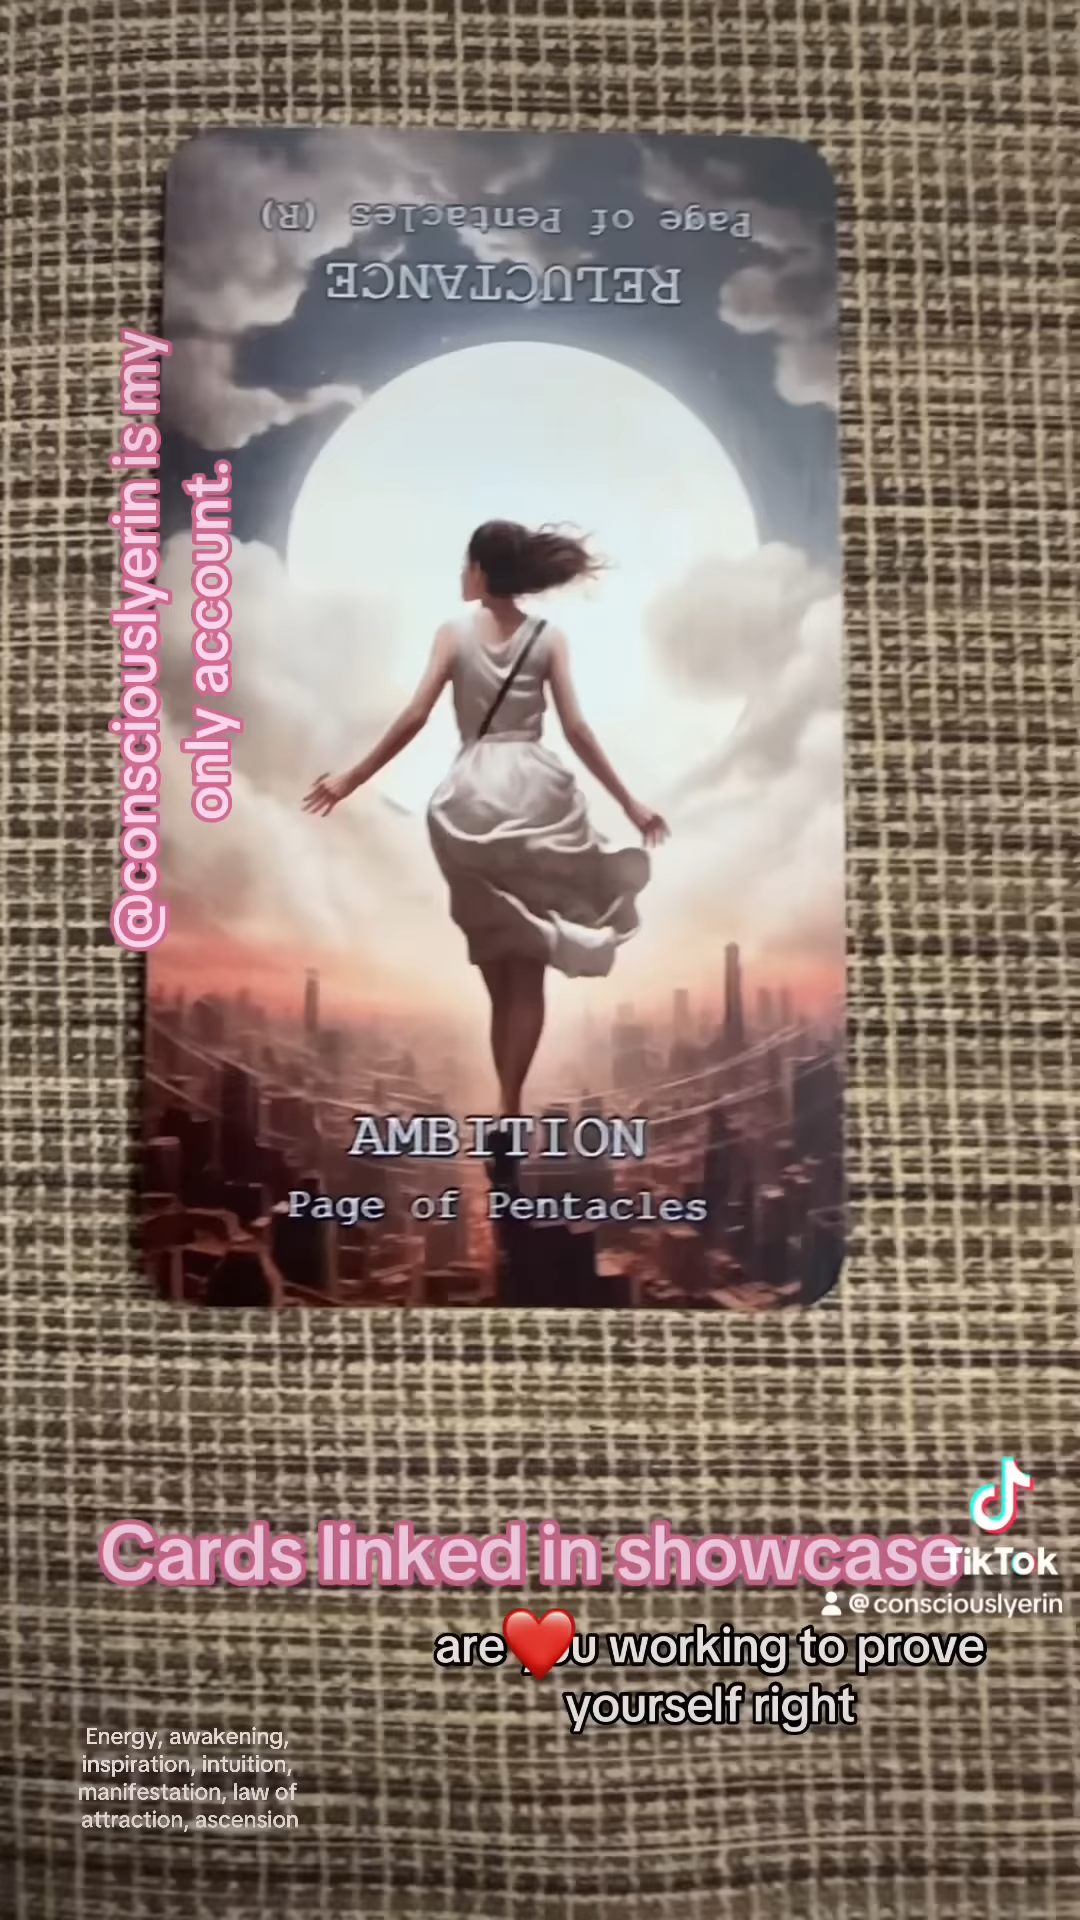 Page of Pentacles (R)
RELUCTANCE
@consciouslyerin is my
only account.
AMBITION
Page of Pentacles
Cards linked in showcase
TikTok
@consciouslyerin
are you working to prove
yourself right
Energy, awakening,
inspiration, intuition,
manifestation, law of
attraction, ascension